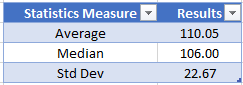 Statistics Measure Results
Average 110.05
Median 106.00
Std Dev 22.67